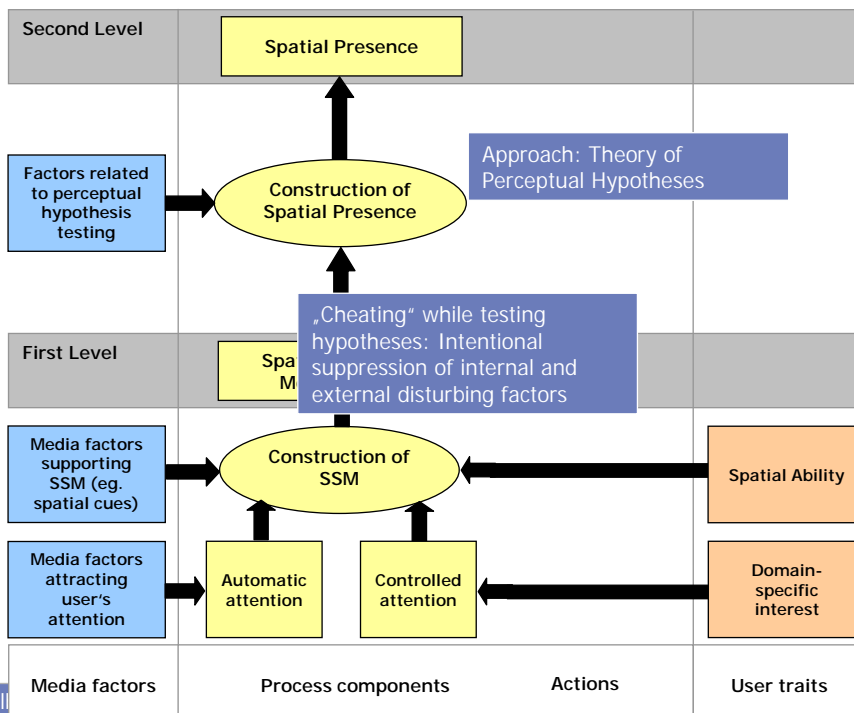 Second Level
Spatial Presence
Approach: Theory of
Perceptual Hypotheses
Factors related
to perceptual
hypothesis
testing
Construction of
Spatial Presence
„Cheating“ while testing
hypotheses: Intentional
suppression of internal and
external disturbing factors
First Level
Media factors
supporting
SSM (eg.
spatial cues)
Construction of
SSM
Spatial Ability
Media factors
attracting
user‘s
attention
Automatic
attention
Controlled
attention
Domain-
specific
interest
Media factors
Process components
Actions
User traits